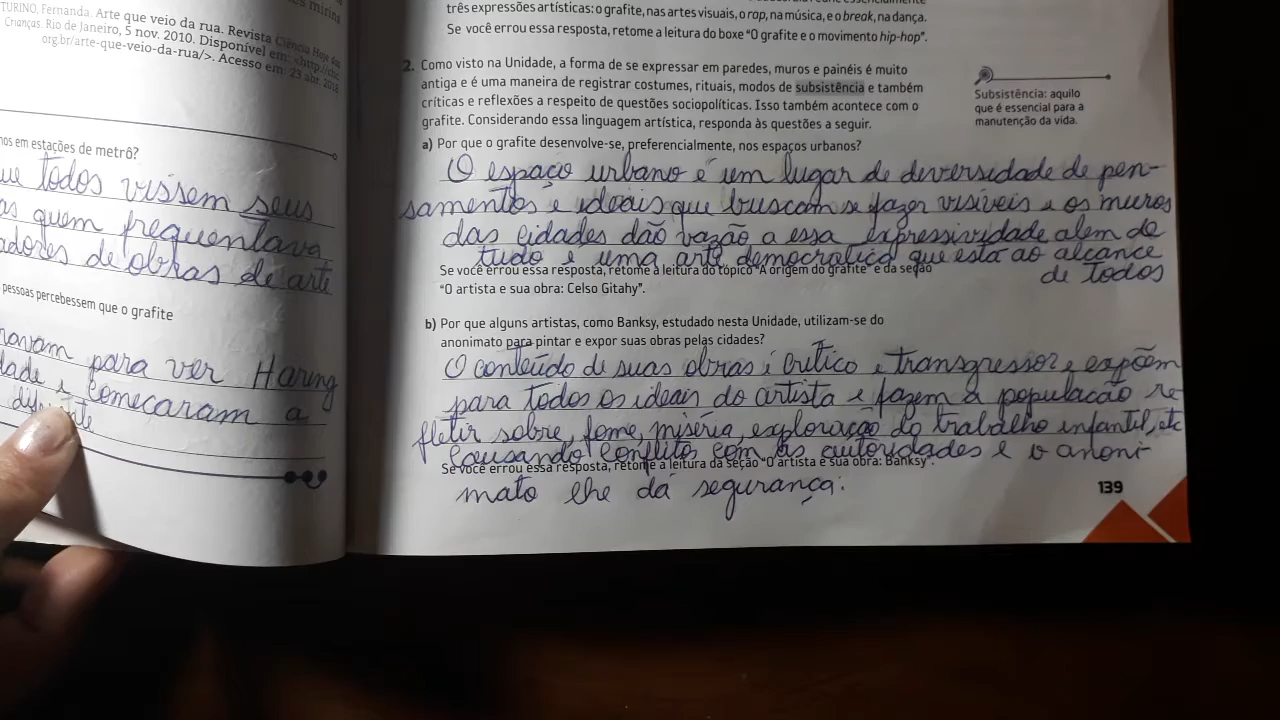 TURINO, Fernanda. Arte que veio da rua. Revista Ciência Hoje das
Crianças. Rio de Janeiro, 5 nov. 2010. Disponível em: <http://chc.
org.br/arte-que-veio-da-rua/>. Acesso em: 23 abr. 2018
nos em estações de metrô?
ue todos vissem seus
as quem frequentava
adores de obras de arte
pessoas percebessem que o grafite
navam para ver Haring
dade e começaram a
três expressões artísticas: o grafite, nas artes visuais, o rap, na música, e o break, na dança.
Se você errou essa resposta, retome a leitura do boxe "O grafite e o movimento hip-hop".
2. Como visto na Unidade, a forma de se expressar em paredes, muros e painéis é muito
antiga e é uma maneira de registrar costumes, rituais, modos de subsistência e também
críticas e reflexões a respeito de questões sociopolíticas. Isso também acontece com o
grafite. Considerando essa linguagem artística, responda às questões a seguir.
Subsistência: aquilo
que é essencial para a
manutenção da vida.
a) Por que o grafite desenvolve-se, preferencialmente, nos espaços urbanos?
O espaço urbano é um lugar de diversidade de pen-
samentos e ideais que buscam se fazer visíveis e os muros
das cidades dão vazão a essa expressividade alem de
tudo é uma arte democratica que está ao alcance
de todos
Se você errou essa resposta, retome a leitura do tópico "A origem do grafite" e da seção
"O artista e sua obra: Celso Gitahy".
b) Por que alguns artistas, como Banksy, estudado nesta Unidade, utilizam-se do
anonimato para pintar e expor suas obras pelas cidades?
O conteúdo de suas obras é crítico e transgressor e expõem
para todos os ideais do artista e fazem a população re
fletir sobre, fome, miséria, exploração do trabalho infantil, etc
causando conflitos com as autoridades e o anoni-
mato lhe dá segurança.
Se você errou essa resposta, retome a leitura da seção "O artista e sua obra: Banksy".
139